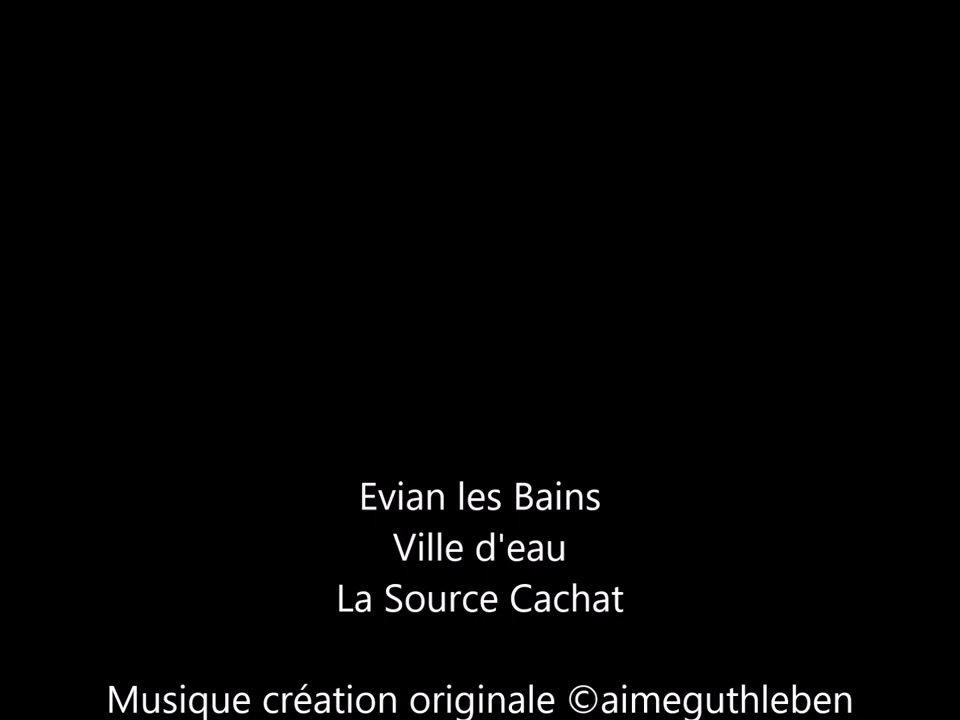 Evian les Bains
Ville d'eau
La Source Cachat
Musique création originale ©aimeguthleben